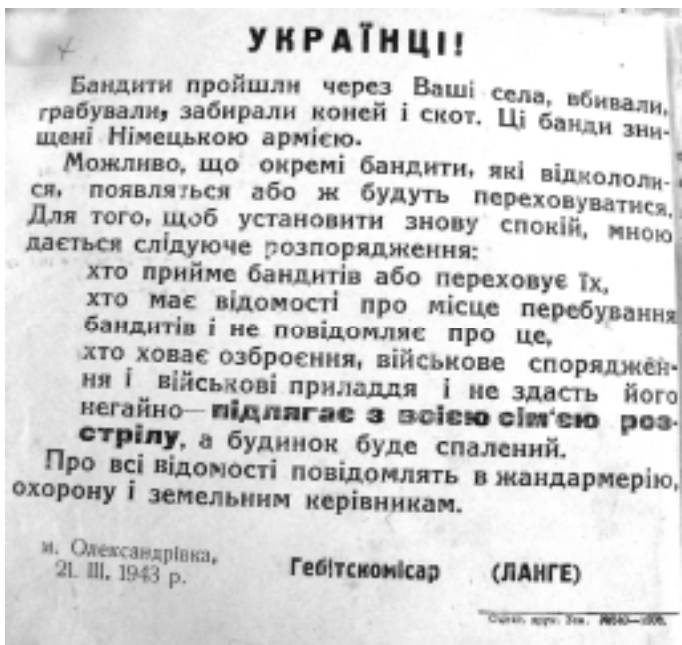 УКРАЇНЦІ!
Бандити пройшли через Ваші села, вбивали,
грабували, забирали коней і скот. Ці банди зни-
щені Німецькою армією.
Можливо, що окремі бандити, які відкололи-
ся, появляться або ж будуть переховуватися.
Для того, щоб установити знову спокій, мною
дається слідуюче розпорядження:
хто прийме бандитів або переховує їх,
хто має відомості про місце перебування
бандитів і не повідомляє про це,
хто ховає озброєння, військове споряджен-
ня і військові приладдя і не здасть його
негайно—підлягає з всією сім'єю роз-
стрілу, а будинок буде спалений.
Про всі відомості повідомлять в жандармерію,
охорону і земельним керівникам.
м. Олександрівка,
21. III. 1943 р.
Гебітскомісар (ЛАНГЕ)
друк. Зам.